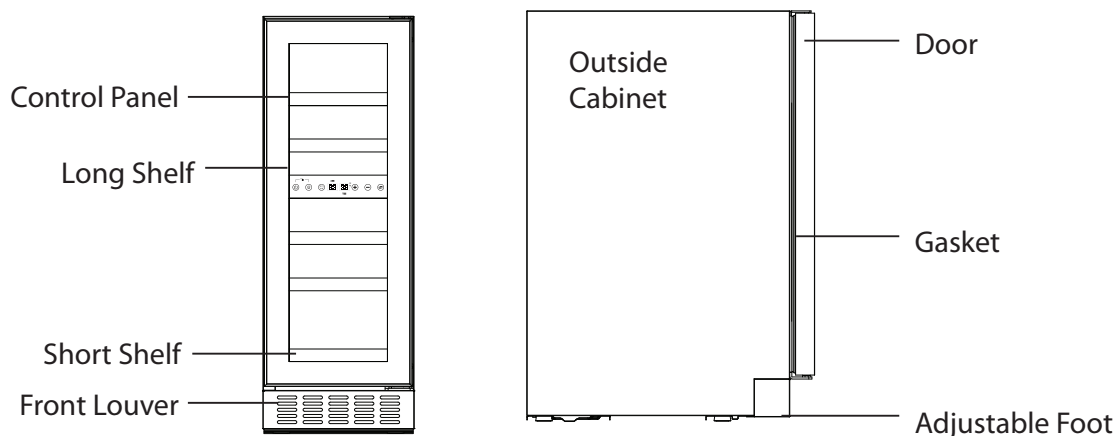 Control Panel
Long Shelf
Short Shelf
Front Louver
Outside
Cabinet
Door
Gasket
Adjustable Foot